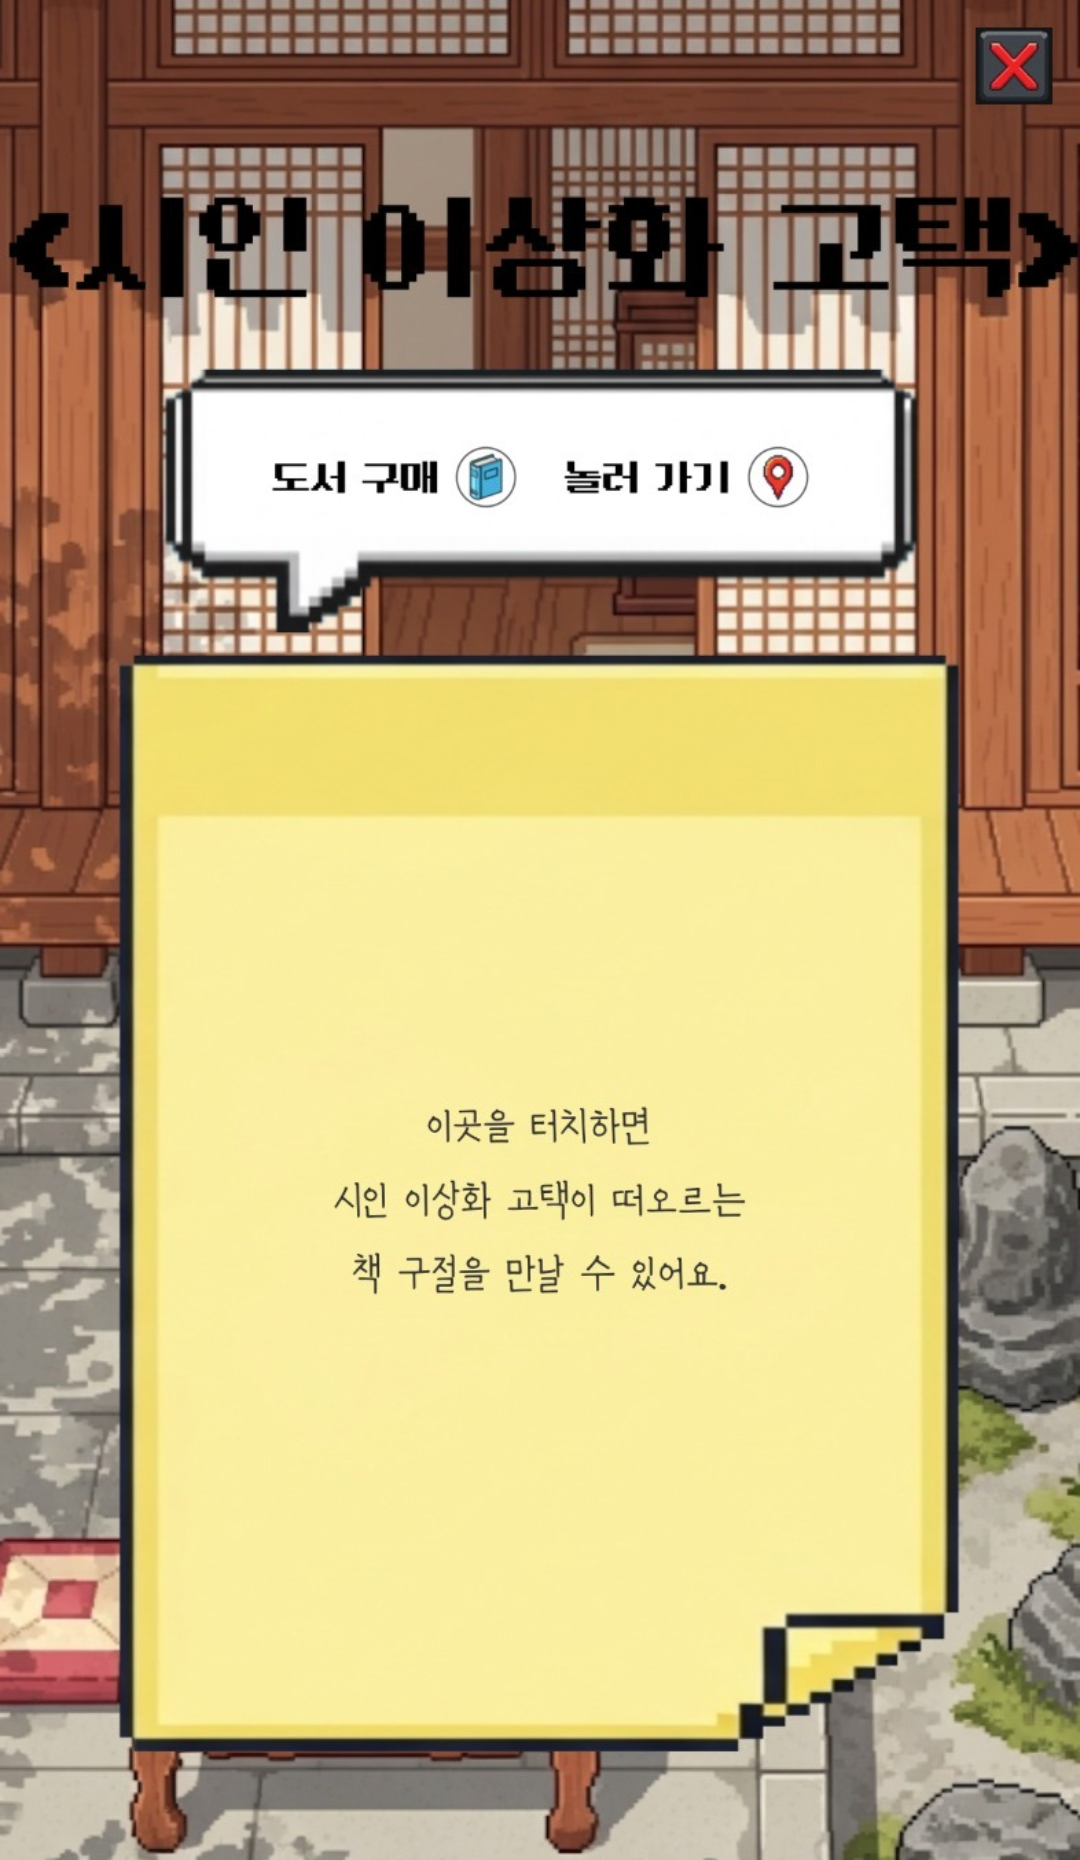 <시인 이상화 고택>
도서 구매 놀러 가기
이곳을 터치하면
시인 이상화 고택이 떠오르는
책 구절을 만날 수 있어요.